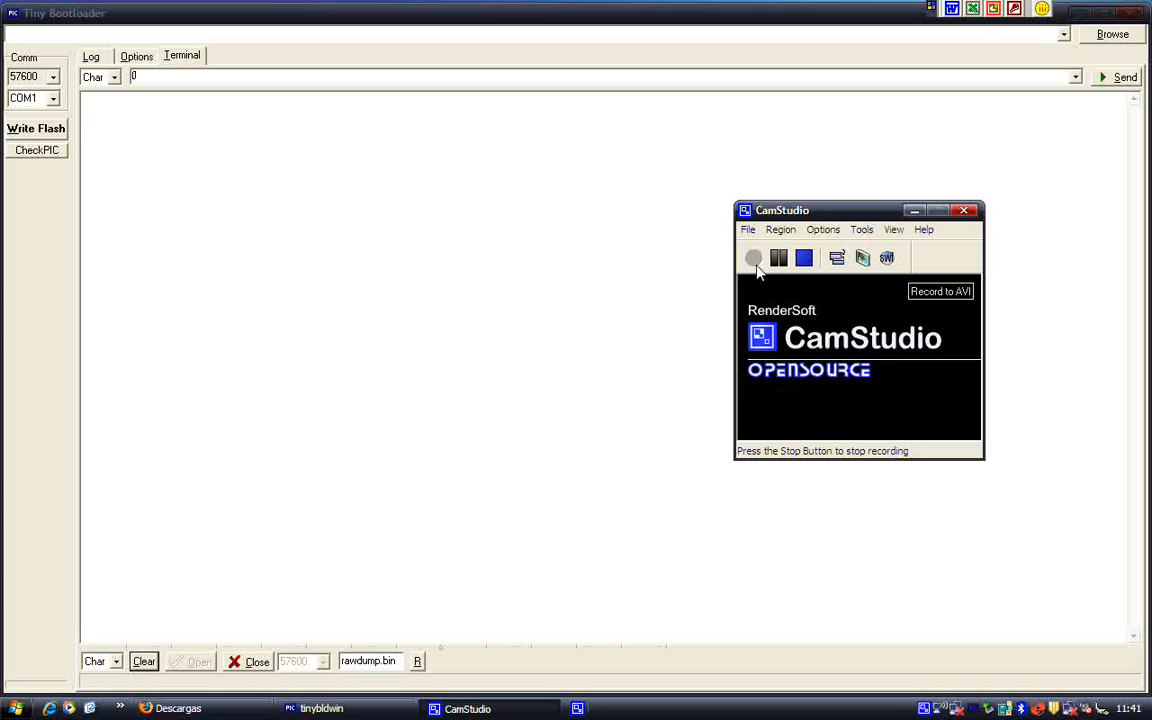 Tiny Bootloader
Browse
Comm
57600
COM1
Write Flash
CheckPIC
Log Options Terminal
Char 0 Send
CamStudio
File Region Options Tools View Help
Record to AVI
RenderSoft
CamStudio
OPENSOURCE
Press the Stop Button to stop recording
Char Clear Open Close 57600 rawdump.bin R
Descargas tinybldwin CamStudio 11:41